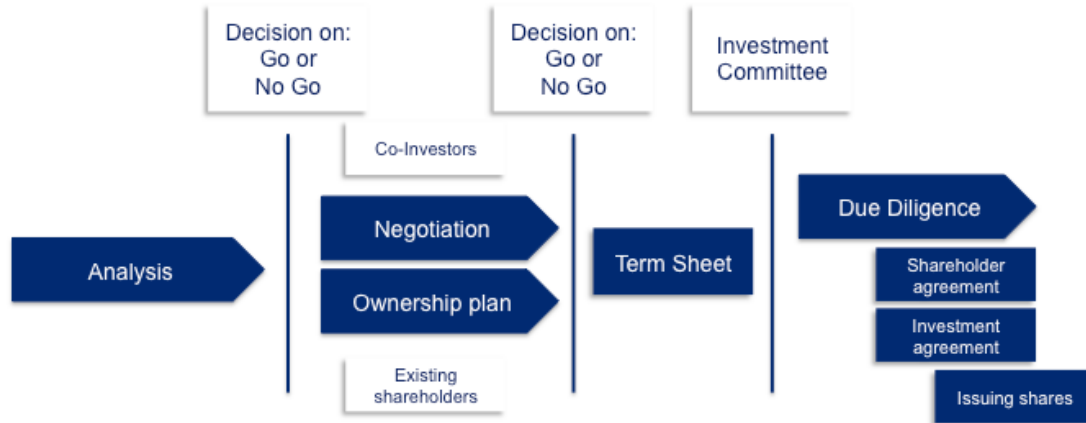 Decision on:
Go or
No Go
Decision on:
Go or
No Go
Investment
Committee
Co-Investors
Analysis
Negotiation
Ownership plan
Existing
shareholders
Term Sheet
Due Diligence
Shareholder
agreement
Investment
agreement
Issuing shares